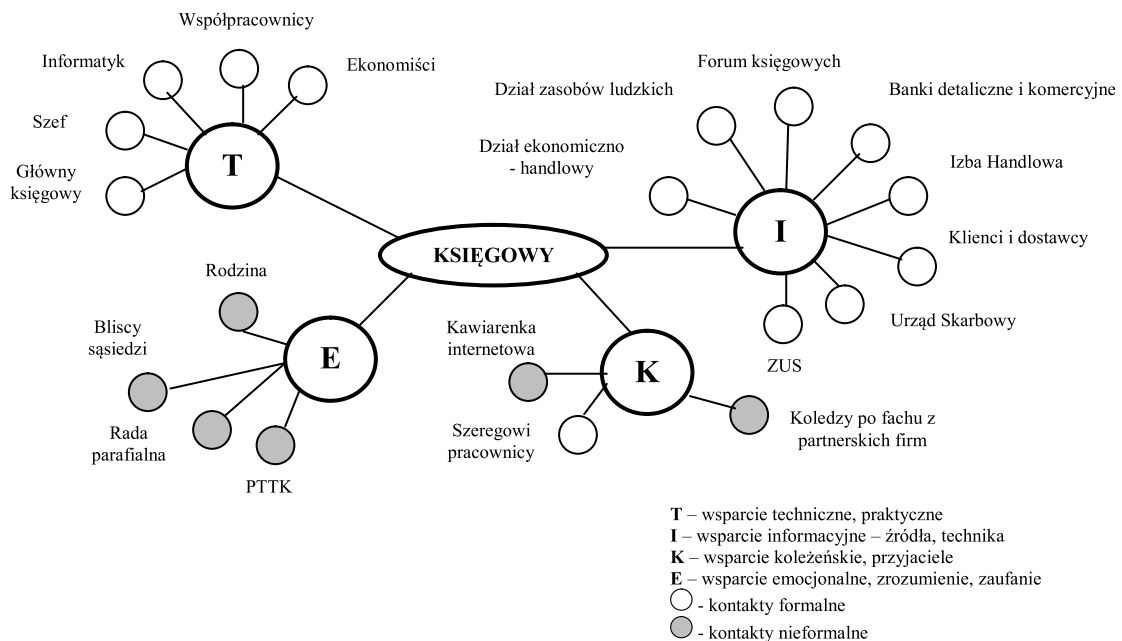 Współpracownicy
Informatyk
Ekonomiści
Szef
Główny
księgowy
T
Forum księgowych
Dział zasobów ludzkich
Banki detaliczne i komercyjne
Dział ekonomiczno
- handlowy
Izba Handlowa
I
Klienci i dostawcy
Urząd Skarbowy
ZUS
KSIĘGOWY
Rodzina
Bliscy
sąsiedzi
E
Rada
parafialna
PTTK
Kawiarenka
internetowa
K
Szeregowi
pracownicy
Koledzy po fachu z
partnerskich firm
T – wsparcie techniczne, praktyczne
I – wsparcie informacyjne – źródła, technika
K – wsparcie koleżeńskie, przyjaciele
E – wsparcie emocjonalne, zrozumienie, zaufanie
- kontakty formalne
- kontakty nieformalne